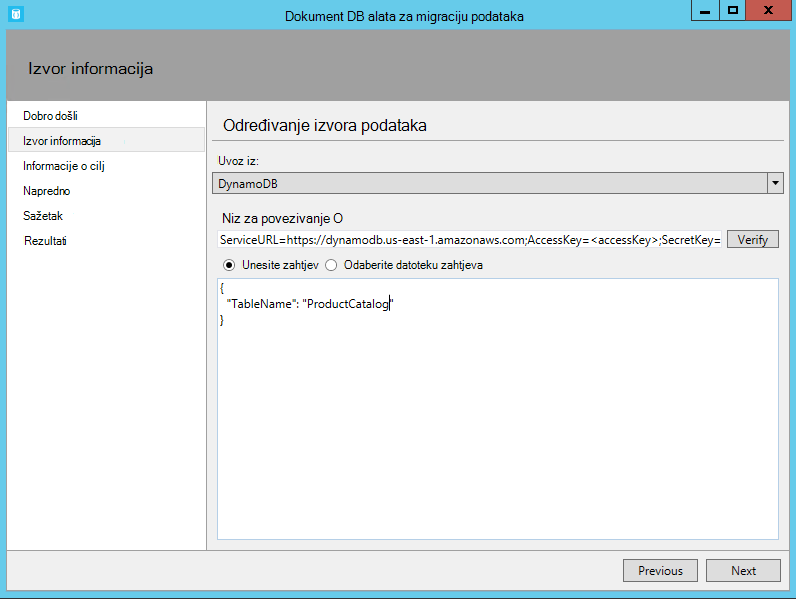 Dokument DB alata za migraciju podataka
Izvor informacija
Dobro došli
Izvor informacija
Informacije o cilj
Napredno
Sažetak
Rezultati
Određivanje izvora podataka
Uvoz iz:
DynamoDB
Niz za povezivanje O
ServiceURL=https://dynamodb.us-east-1.amazonaws.com;AccessKey=<accessKey>;SecretKey=
Verify
Unesite zahtjev Odaberite datoteku zahtjeva
{
"TableName": "ProductCatalog"
}
Previous Next